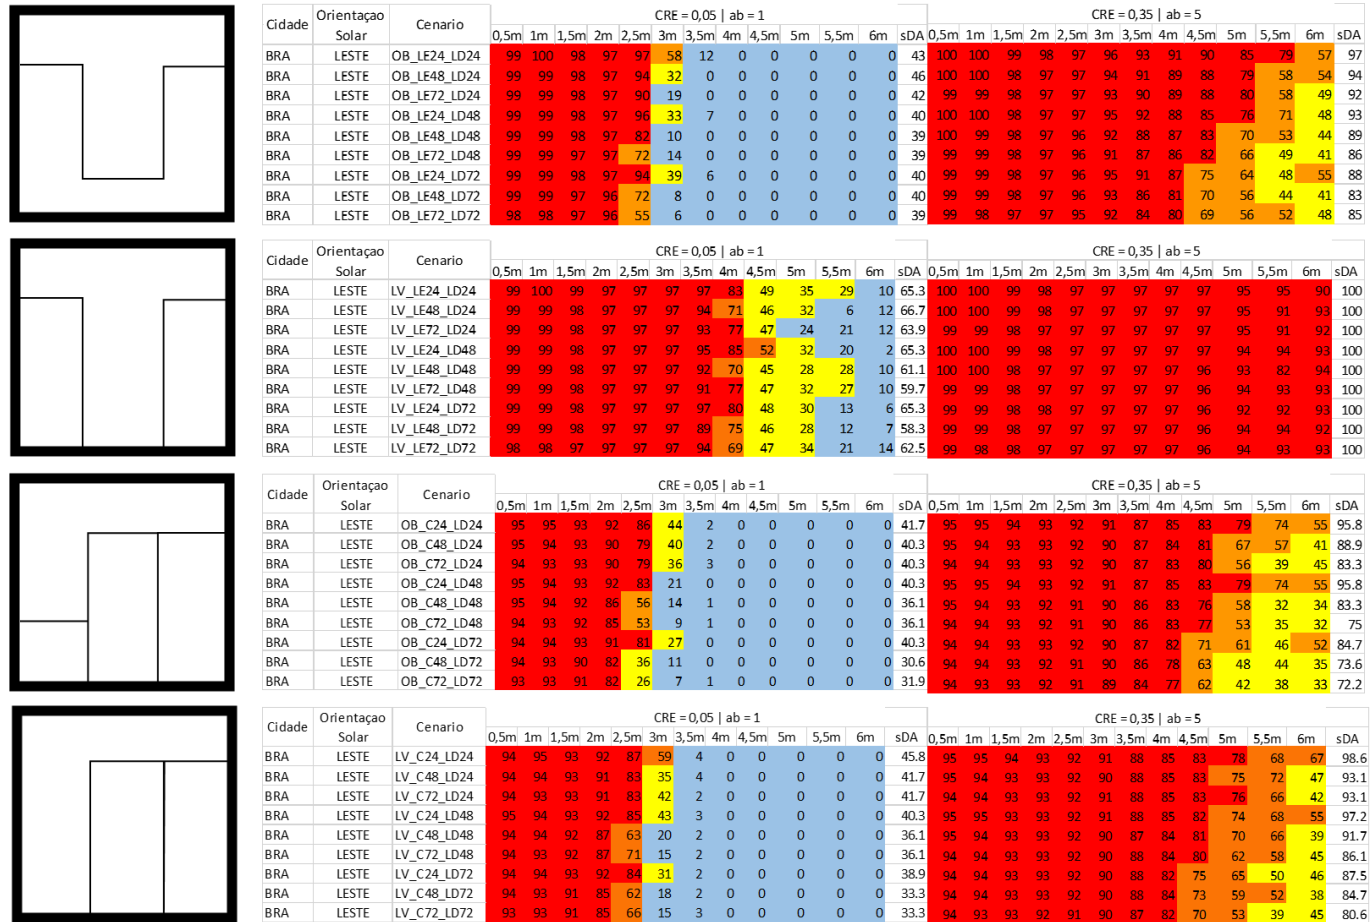 CRE = 0,05 | ab = 1 CRE = 0,35 | ab = 5
Cidade Orientaçao Solar Cenario 0,5m 1m 1,5m 2m 2,5m 3m 3,5m 4m 4,5m 5m 5,5m 6m sDA 0,5m 1m 1,5m 2m 2,5m 3m 3,5m 4m 4,5m 5m 5,5m 6m sDA
BRA LESTE OB_LE24_LD24 99 100 98 97 97 58 12 0 0 0 0 0 43 100 100 99 98 97 96 93 91 90 85 79 57 97
BRA LESTE OB_LE48_LD24 99 99 98 97 94 32 0 0 0 0 0 0 46 100 100 98 97 97 94 91 89 88 79 58 54 94
BRA LESTE OB_LE72_LD24 99 99 98 97 90 19 0 0 0 0 0 0 42 99 99 98 97 97 93 90 89 88 80 58 49 92
BRA LESTE OB_LE24_LD48 99 99 98 97 96 33 7 0 0 0 0 0 40 100 100 98 97 97 95 92 88 85 76 71 48 93
BRA LESTE OB_LE48_LD48 99 99 98 97 82 10 0 0 0 0 0 0 39 100 99 98 97 96 92 88 87 83 70 53 44 89
BRA LESTE OB_LE72_LD48 99 99 97 97 72 14 0 0 0 0 0 0 39 99 99 98 97 96 91 87 86 82 66 49 41 86
BRA LESTE OB_LE24_LD72 99 99 98 97 94 39 6 0 0 0 0 0 40 99 99 98 97 96 95 91 87 75 64 48 55 88
BRA LESTE OB_LE48_LD72 99 99 97 96 72 8 0 0 0 0 0 0 40 99 99 98 97 96 93 86 81 70 56 44 41 83
BRA LESTE OB_LE72_LD72 98 98 97 96 55 6 0 0 0 0 0 0 39 99 98 97 97 95 92 84 80 69 56 52 48 85
CRE = 0,05 | ab = 1 CRE = 0,35 | ab = 5
Cidade Orientaçao Solar Cenario 0,5m 1m 1,5m 2m 2,5m 3m 3,5m 4m 4,5m 5m 5,5m 6m sDA 0,5m 1m 1,5m 2m 2,5m 3m 3,5m 4m 4,5m 5m 5,5m 6m sDA
BRA LESTE LV_LE24_LD24 99 100 99 97 97 97 97 83 49 35 29 10 65.3 100 100 99 98 97 97 97 97 97 95 95 90 100
BRA LESTE LV_LE48_LD24 99 99 98 97 97 97 94 71 46 32 6 12 66.7 100 100 99 98 97 97 97 97 97 95 91 93 100
BRA LESTE LV_LE72_LD24 99 99 98 97 97 97 93 77 47 24 21 12 63.9 99 99 98 97 97 97 97 97 97 95 91 92 100
BRA LESTE LV_LE24_LD48 99 99 98 97 97 97 95 85 52 32 20 2 65.3 100 100 99 98 97 97 97 97 97 94 94 93 100
BRA LESTE LV_LE48_LD48 99 99 98 97 97 97 92 70 45 28 28 10 61.1 100 100 98 97 97 97 97 97 96 93 82 94 100
BRA LESTE LV_LE72_LD48 99 99 98 97 97 97 91 77 47 32 27 10 59.7 99 99 98 97 97 97 97 97 96 94 93 93 100
BRA LESTE LV_LE24_LD72 99 99 98 97 97 97 97 80 48 30 13 6 65.3 99 99 98 98 97 97 97 97 96 92 92 93 100
BRA LESTE LV_LE48_LD72 99 99 98 97 97 97 89 75 46 28 12 7 58.3 99 99 98 97 97 97 97 97 96 94 94 92 100
BRA LESTE LV_LE72_LD72 98 98 97 97 97 97 94 69 47 34 21 14 62.5 99 98 98 97 97 97 97 97 96 94 93 93 100
CRE = 0,05 | ab = 1 CRE = 0,35 | ab = 5
Cidade Orientaçao Solar Cenario 0,5m 1m 1,5m 2m 2,5m 3m 3,5m 4m 4,5m 5m 5,5m 6m sDA 0,5m 1m 1,5m 2m 2,5m 3m 3,5m 4m 4,5m 5m 5,5m 6m sDA
BRA LESTE OB_C24_LD24 95 95 93 92 86 44 2 0 0 0 0 0 41.7 95 95 94 93 92 91 87 85 83 79 74 55 95.8
BRA LESTE OB_C48_LD24 95 94 93 90 79 40 2 0 0 0 0 0 40.3 95 94 93 93 92 90 87 84 81 67 57 41 88.9
BRA LESTE OB_C72_LD24 94 93 93 90 79 36 3 0 0 0 0 0 40.3 94 94 93 93 92 90 87 83 80 56 39 45 83.3
BRA LESTE OB_C24_LD48 95 94 93 92 83 21 0 0 0 0 0 0 40.3 95 95 94 93 92 91 87 85 83 79 74 55 95.8
BRA LESTE OB_C48_LD48 95 94 92 86 56 14 1 0 0 0 0 0 36.1 95 94 93 92 91 90 86 83 76 58 32 34 83.3
BRA LESTE OB_C72_LD48 94 93 92 85 53 9 1 0 0 0 0 0 36.1 94 94 93 92 91 90 86 83 77 53 35 32 75
BRA LESTE OB_C24_LD72 94 94 93 91 81 27 0 0 0 0 0 0 40.3 94 94 93 93 92 90 87 82 71 61 46 52 84.7
BRA LESTE OB_C48_LD72 94 93 90 82 36 11 0 0 0 0 0 0 30.6 94 94 93 92 91 90 86 78 63 48 44 35 73.6
BRA LESTE OB_C72_LD72 93 93 91 82 26 7 1 0 0 0 0 0 31.9 94 93 93 92 91 89 84 77 62 42 38 33 72.2
CRE = 0,05 | ab = 1 CRE = 0,35 | ab = 5
Cidade Orientaçao Solar Cenario 0,5m 1m 1,5m 2m 2,5m 3m 3,5m 4m 4,5m 5m 5,5m 6m sDA 0,5m 1m 1,5m 2m 2,5m 3m 3,5m 4m 4,5m 5m 5,5m 6m sDA
BRA LESTE LV_C24_LD24 94 95 93 92 87 59 4 0 0 0 0 0 45.8 95 95 94 93 92 91 88 85 83 78 68 67 98.6
BRA LESTE LV_C48_LD24 94 94 93 91 83 35 4 0 0 0 0 0 41.7 95 94 93 93 92 90 88 85 83 75 72 47 93.1
BRA LESTE LV_C72_LD24 94 93 93 91 83 42 2 0 0 0 0 0 41.7 94 94 93 93 92 91 88 85 83 76 66 42 93.1
BRA LESTE LV_C24_LD48 95 94 93 92 85 43 3 0 0 0 0 0 40.3 95 94 93 93 92 91 88 85 82 74 68 55 97.2
BRA LESTE LV_C48_LD48 94 94 92 87 63 20 2 0 0 0 0 0 36.1 95 94 93 93 92 90 87 84 81 70 66 39 91.7
BRA LESTE LV_C72_LD48 94 93 92 87 71 15 2 0 0 0 0 0 36.1 94 94 93 93 92 90 88 84 80 62 58 45 86.1
BRA LESTE LV_C24_LD72 94 94 93 92 84 31 2 0 0 0 0 0 38.9 94 94 93 93 92 90 88 82 75 65 50 46 87.5
BRA LESTE LV_C48_LD72 94 93 91 85 62 18 2 0 0 0 0 0 33.3 94 94 93 93 92 91 88 84 73 59 52 38 84.7
BRA LESTE LV_C72_LD72 93 93 91 85 66 15 3 0 0 0 0 0 33.3 94 94 93 92 91 90 87 82 70 53 39 45 80.6